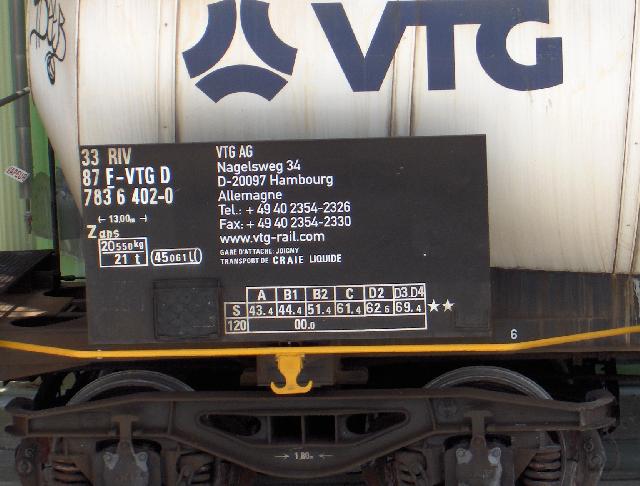 VTG
33 RIV
87 F-VTG D
783 6 402-0
← 13,00m →
Zans
20 550kg
21 t
45061 l
VTG AG
Nagelsweg 34
D-20097 Hambourg
Allemagne
Tel.: + 49 40 2354-2326
Fax: + 49 40 2354-2330
www.vtg-rail.com
GARE D'ATTACHE: JOIGNY
TRANSPORT DE CRAIE LIQUIDE
A B1 B2 C D2 D3 D4
S 43.4 44.4 51.4 61.4 62.6 69.4 ★★
120 00.0
6
→ 1,80m ←